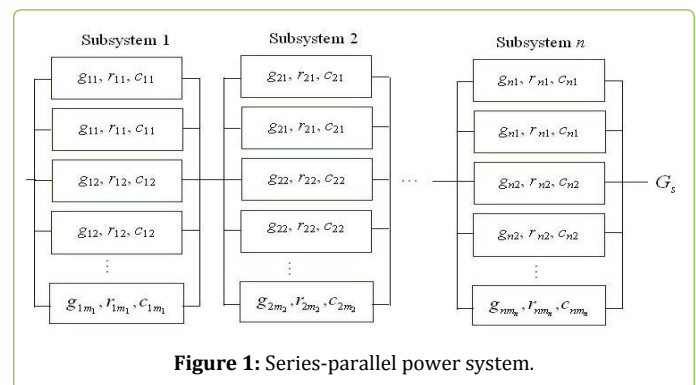 Subsystem 1
g₁₁, r₁₁, c₁₁
g₁₁, r₁₁, c₁₁
g₁₂, r₁₂, c₁₂
g₁₂, r₁₂, c₁₂
⋮
g₁ₘ₁, r₁ₘ₁, c₁ₘ₁
Subsystem 2
g₂₁, r₂₁, c₂₁
g₂₁, r₂₁, c₂₁
g₂₂, r₂₂, c₂₂
g₂₂, r₂₂, c₂₂
⋮
g₂ₘ₂, r₂ₘ₂, c₂ₘ₂
...
Subsystem n
gₙ₁, rₙ₁, cₙ₁
gₙ₁, rₙ₁, cₙ₁
gₙ₂, rₙ₂, cₙ₂
gₙ₂, rₙ₂, cₙ₂
⋮
gₙₘₙ, rₙₘₙ, cₙₘₙ
Gₛ
Figure 1: Series-parallel power system.